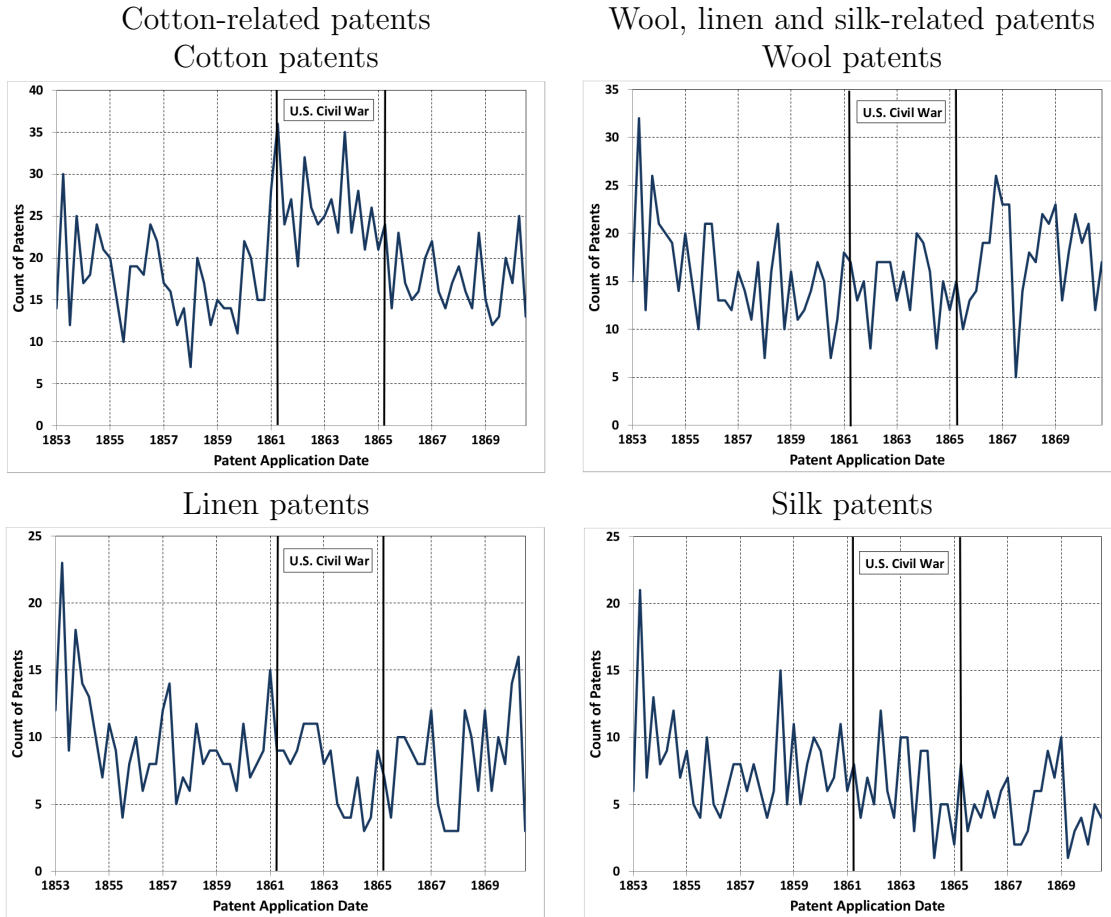 Cotton-related patents
Cotton patents
40
35
30
25
20
15
10
5
0
Count of Patents
U.S. Civil War
1853 1855 1857 1859 1861 1863 1865 1867 1869
Patent Application Date
Wool, linen and silk-related patents
Wool patents
35
30
25
20
15
10
5
0
Count of Patents
U.S. Civil War
1853 1855 1857 1859 1861 1863 1865 1867 1869
Patent Application Date
Linen patents
25
20
15
10
5
0
Count of Patents
U.S. Civil War
1853 1855 1857 1859 1861 1863 1865 1867 1869
Patent Application Date
Silk patents
25
20
15
10
5
0
Count of Patents
U.S. Civil War
1853 1855 1857 1859 1861 1863 1865 1867 1869
Patent Application Date